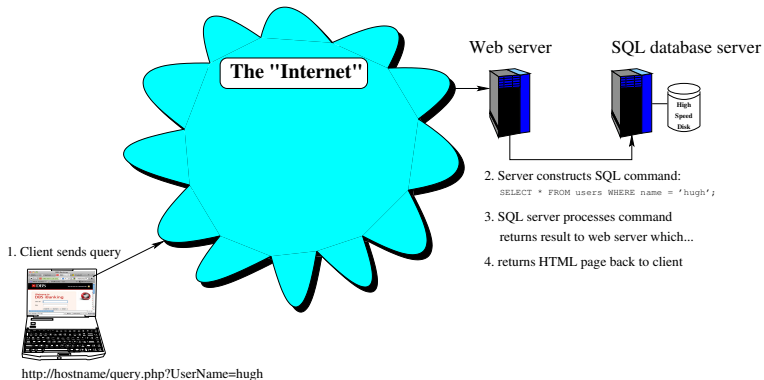 The "Internet"
Web server
SQL database server
High
Speed
Disk
2. Server constructs SQL command:
SELECT * FROM users WHERE name = 'hugh';
3. SQL server processes command
returns result to web server which...
4. returns HTML page back to client
1. Client sends query
http://hostname/query.php?UserName=hugh